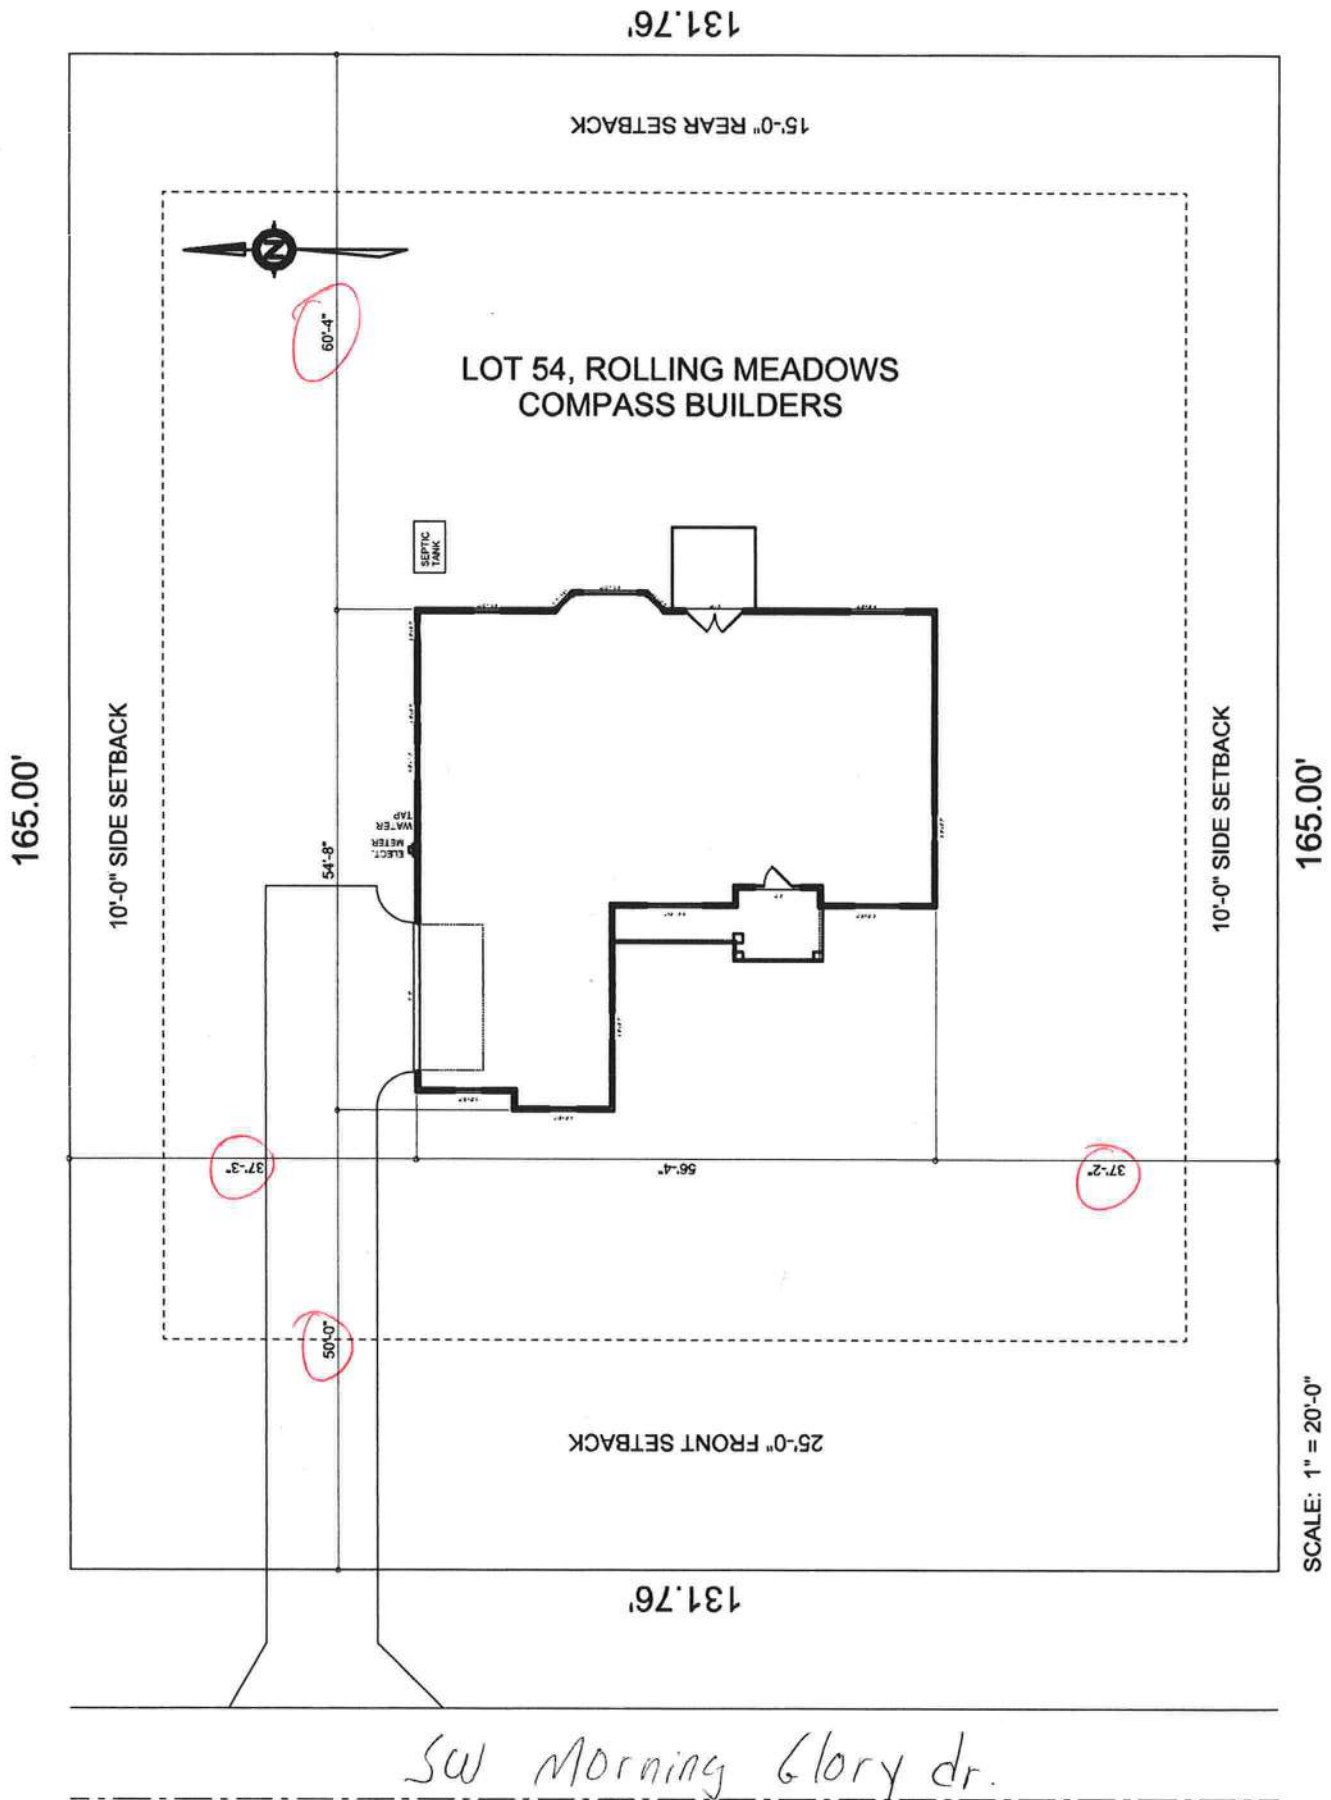 131.76'
15'-0" REAR SETBACK
N
60'-4"
LOT 54, ROLLING MEADOWS
COMPASS BUILDERS
SEPTIC
TANK
165.00'
10'-0" SIDE SETBACK
54'-8"
WATER
TAP
ELECT.
METER
10'-0" SIDE SETBACK
165.00'
37'-3"
56'-4"
37'-2"
50'-0"
25'-0" FRONT SETBACK
SCALE: 1" = 20'-0"
131.76'
SW Morning Glory dr.